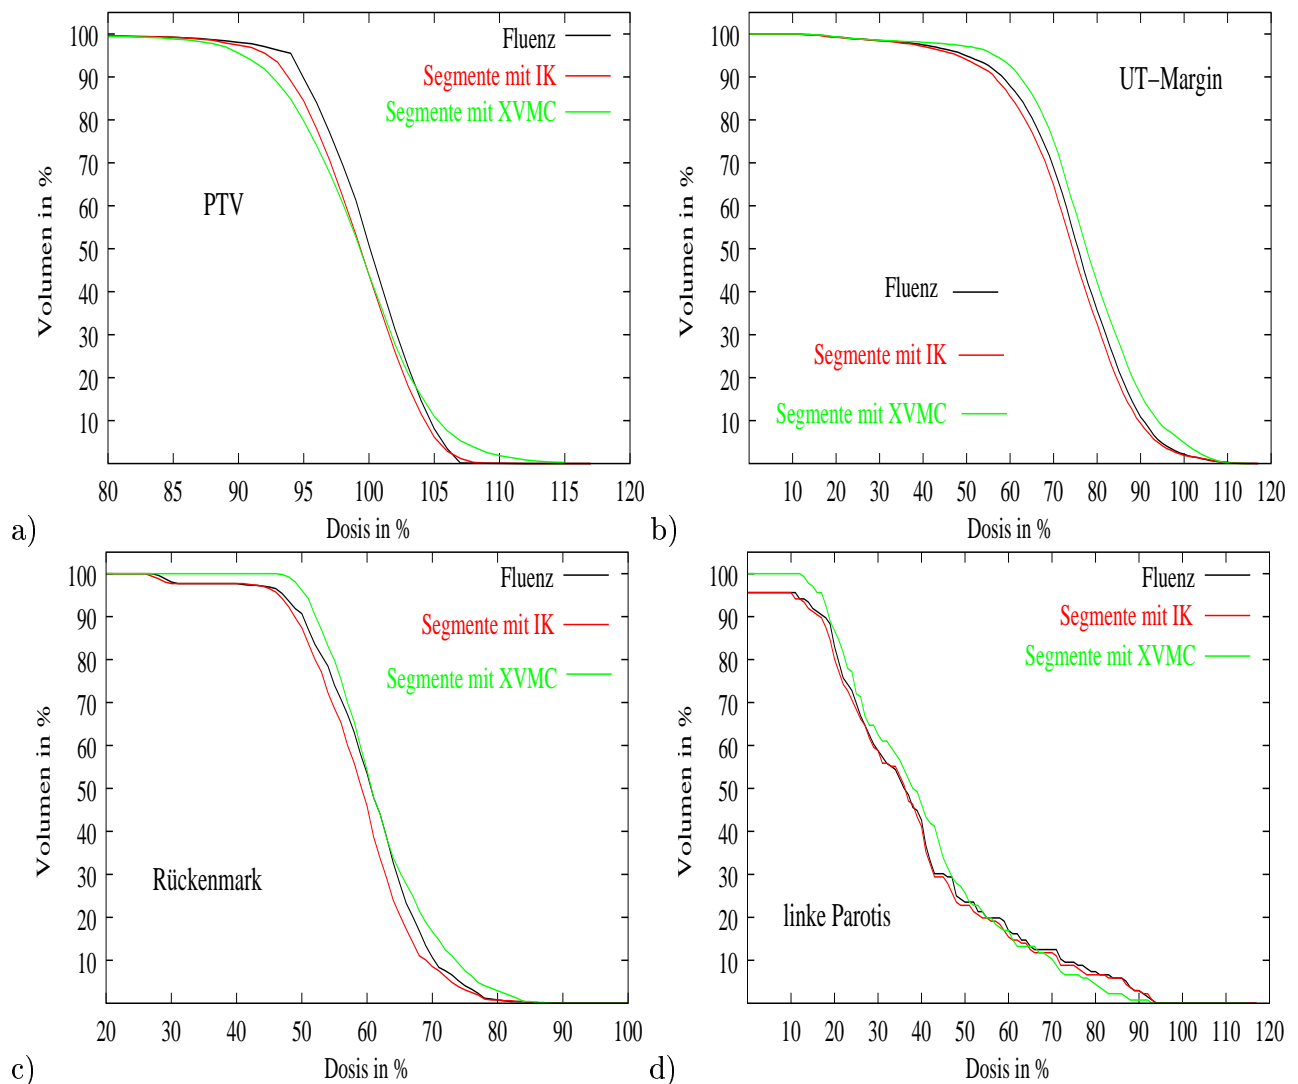 100
90
80
70
60
50
40
30
20
10
Volumen in %
Fluenz
Segmente mit IK
Segmente mit XVMC
PTV
80 85 90 95 100 105 110 115 120
a) Dosis in %
100
90
80
70
60
50
40
30
20
10
Volumen in %
UT-Margin
Fluenz
Segmente mit IK
Segmente mit XVMC
10 20 30 40 50 60 70 80 90 100 110 120
b) Dosis in %
100
90
80
70
60
50
40
30
20
10
Volumen in %
Fluenz
Segmente mit IK
Segmente mit XVMC
Rückenmark
20 30 40 50 60 70 80 90 100
c) Dosis in %
100
90
80
70
60
50
40
30
20
10
Volumen in %
Fluenz
Segmente mit IK
Segmente mit XVMC
linke Parotis
10 20 30 40 50 60 70 80 90 100 110 120
d) Dosis in %